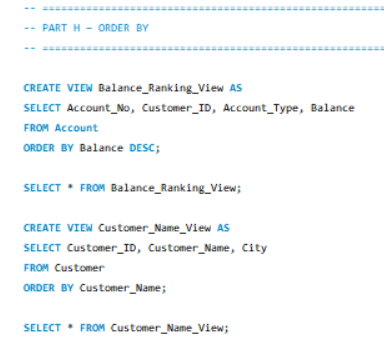 -- ====================================================
-- PART H – ORDER BY
-- ====================================================
CREATE VIEW Balance_Ranking_View AS
SELECT Account_No, Customer_ID, Account_Type, Balance
FROM Account
ORDER BY Balance DESC;
SELECT * FROM Balance_Ranking_View;
CREATE VIEW Customer_Name_View AS
SELECT Customer_ID, Customer_Name, City
FROM Customer
ORDER BY Customer_Name;
SELECT * FROM Customer_Name_View;